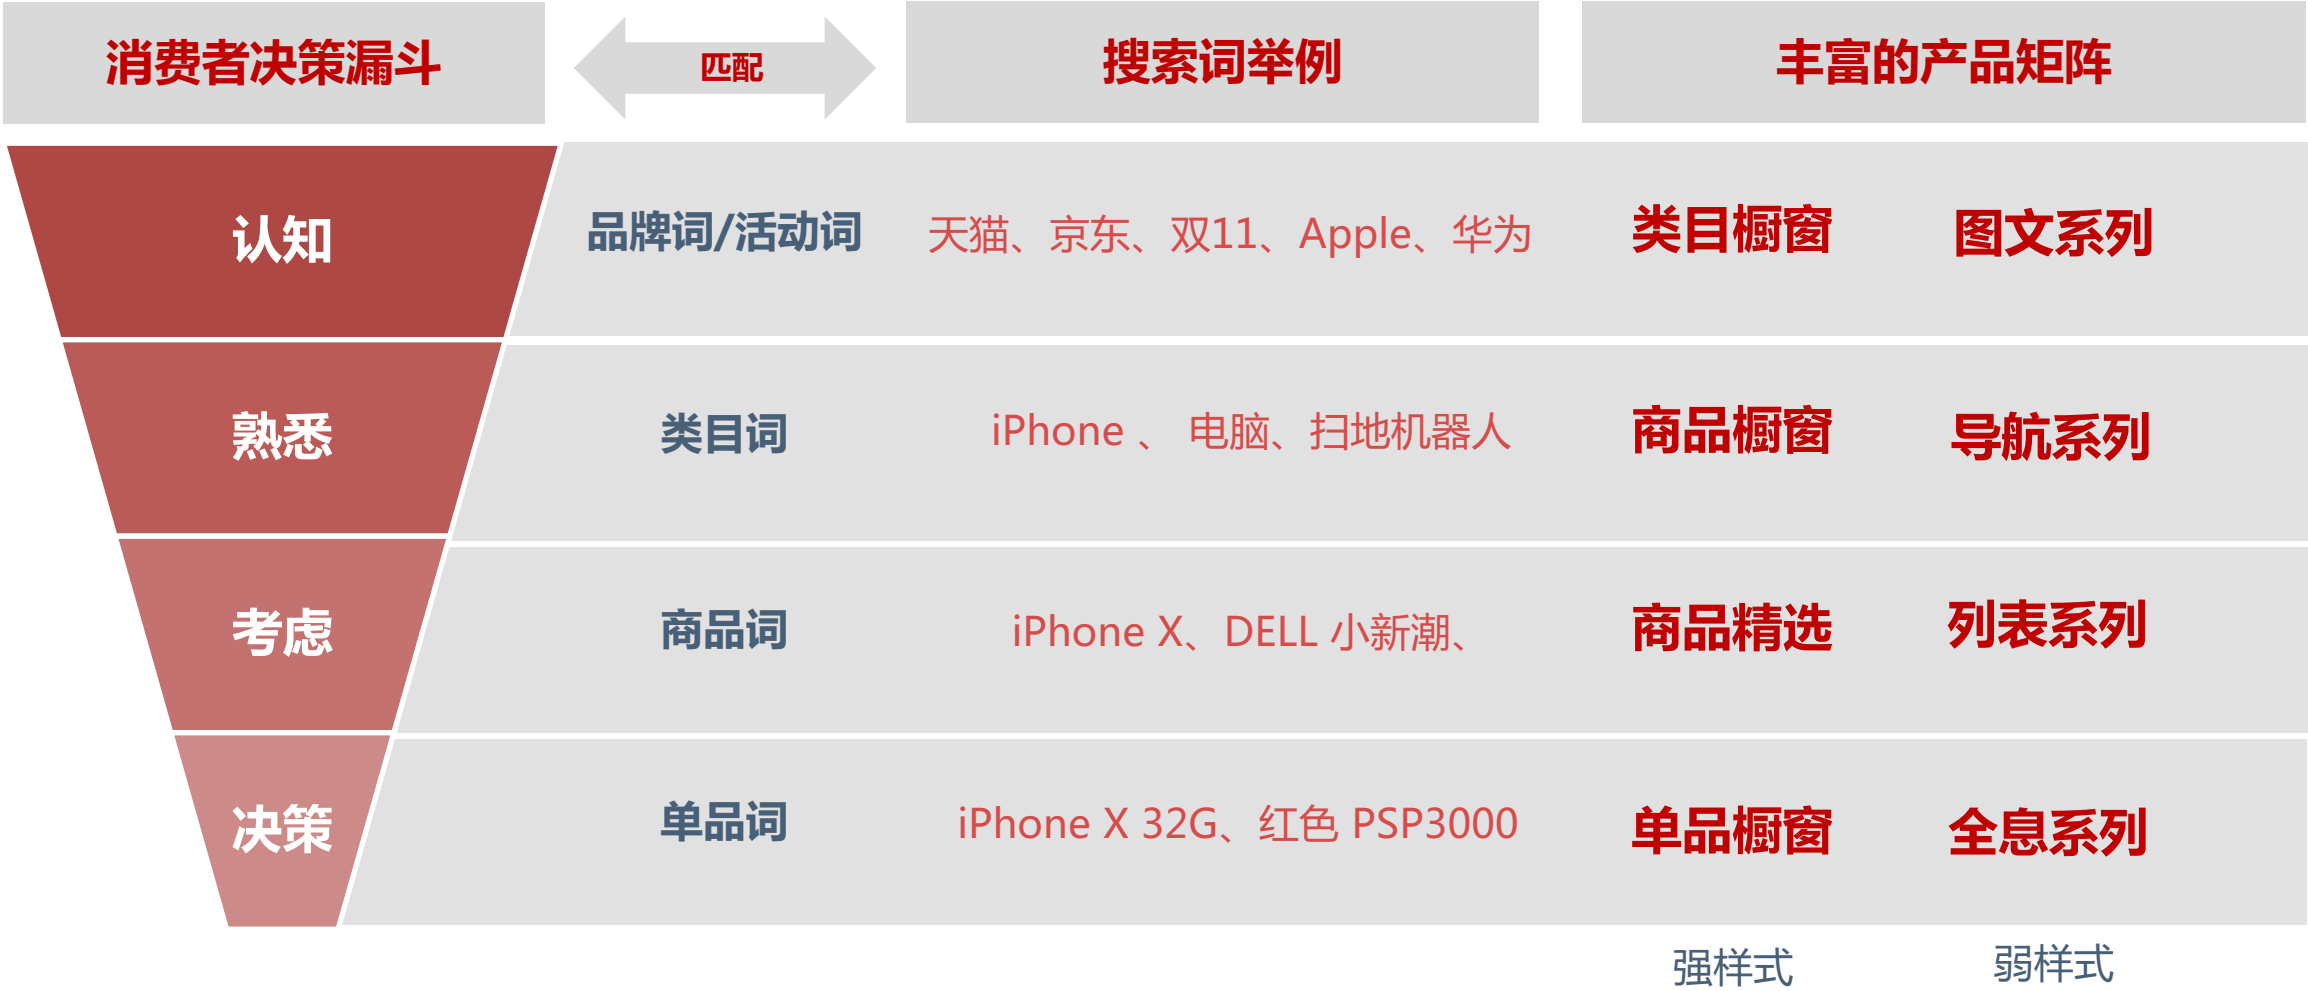 消费者决策漏斗
匹配
搜索词举例
丰富的产品矩阵
认知
品牌词/活动词
天猫、京东、双11、Apple、华为
类目橱窗
图文系列
熟悉
类目词
iPhone 、 电脑、扫地机器人
商品橱窗
导航系列
考虑
商品词
iPhone X、DELL 小新潮、
商品精选
列表系列
决策
单品词
iPhone X 32G、红色 PSP3000
单品橱窗
全息系列
强样式
弱样式